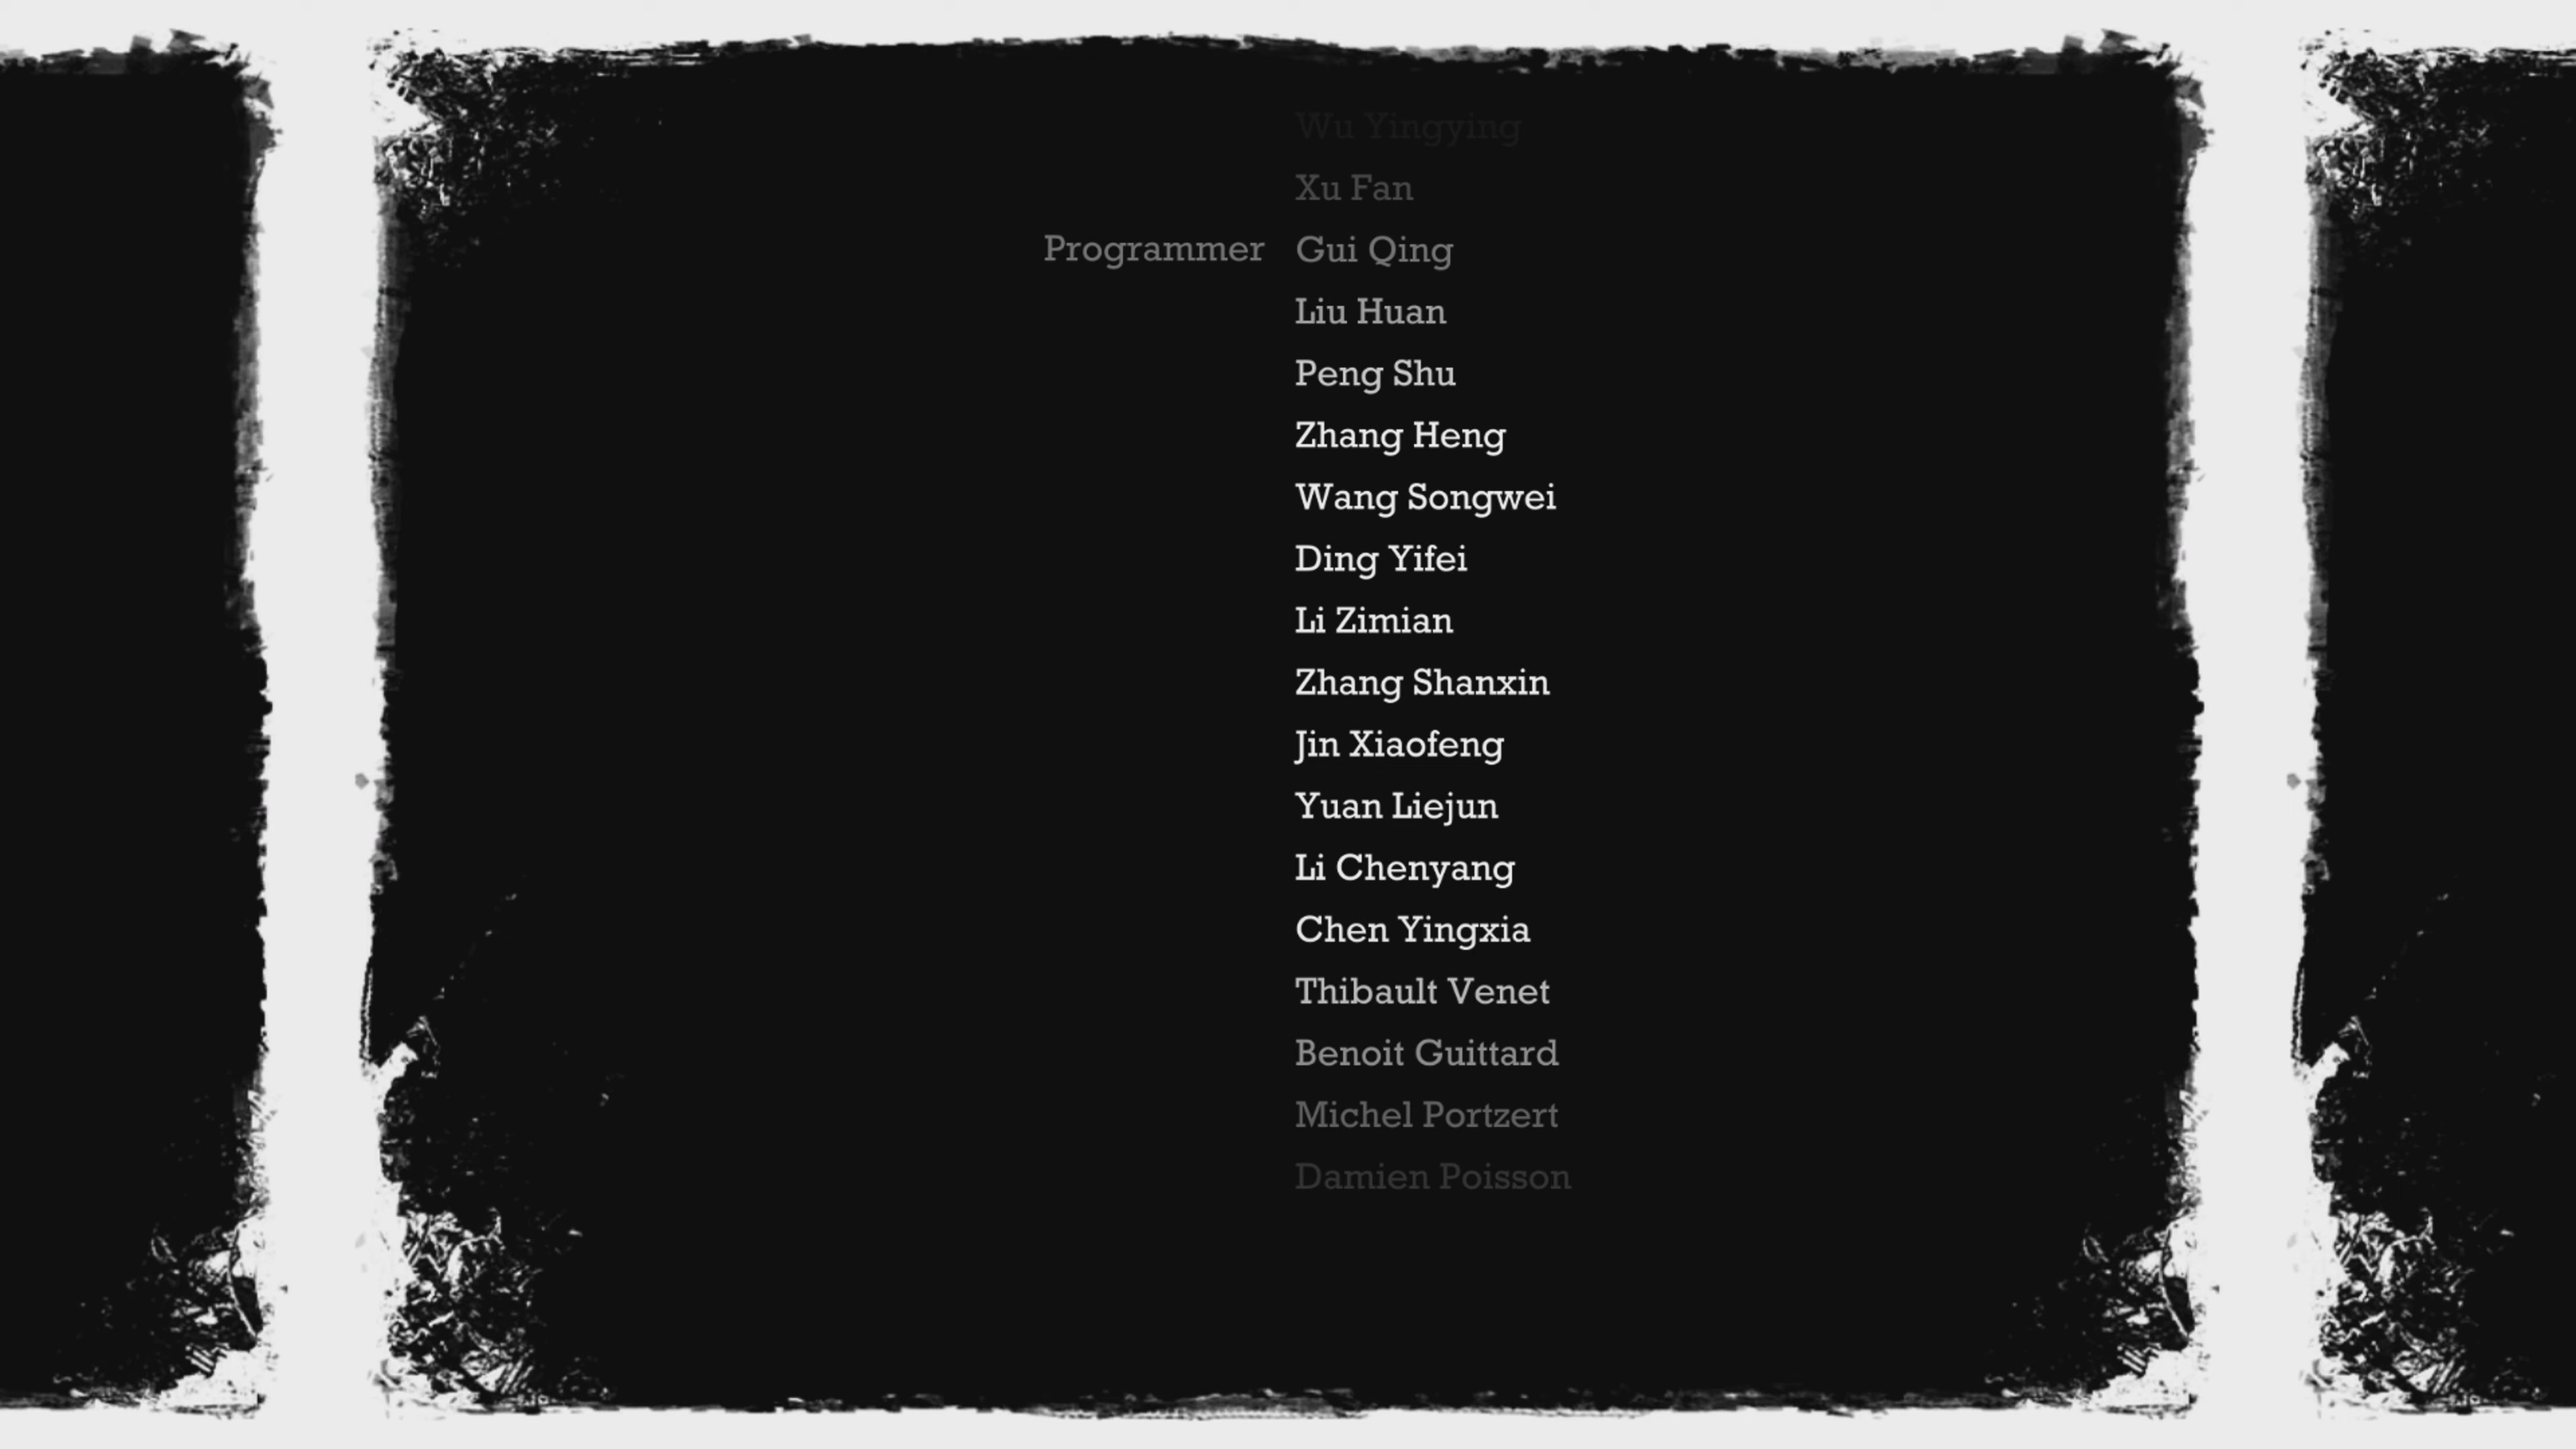 Wu Yingying
Xu Fan
Programmer Gui Qing
Liu Huan
Peng Shu
Zhang Heng
Wang Songwei
Ding Yifei
Li Zimian
Zhang Shanxin
Jin Xiaofeng
Yuan Liejun
Li Chenyang
Chen Yingxia
Thibault Venet
Benoit Guittard
Michel Portzert
Damien Poisson